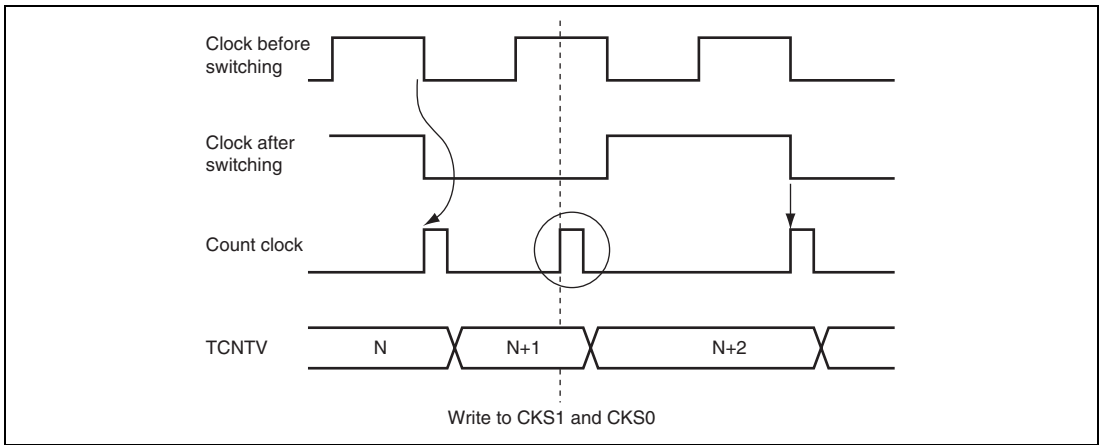 Clock before
switching
Clock after
switching
Count clock
TCNTV
N
N+1
N+2
Write to CKS1 and CKS0